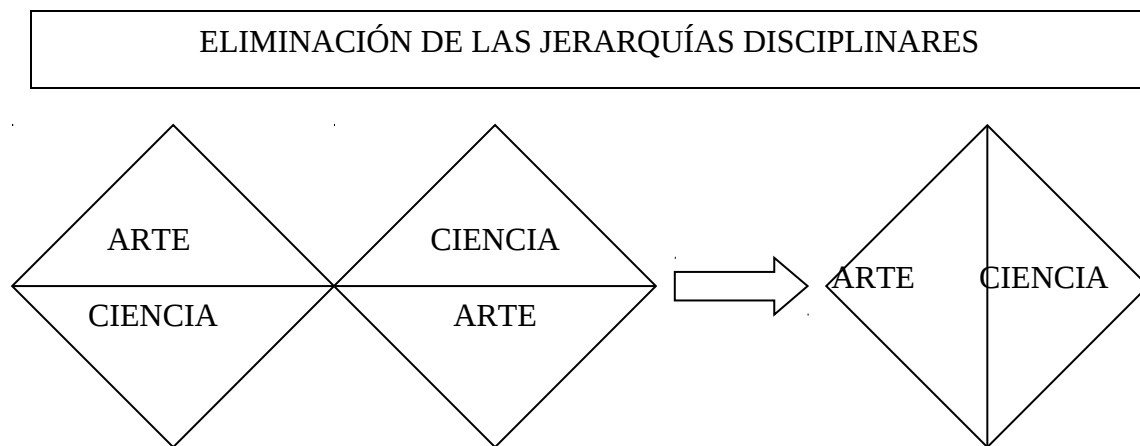 ELIMINACIÓN DE LAS JERARQUÍAS DISCIPLINARES
ARTE
CIENCIA
CIENCIA
ARTE
ARTE
CIENCIA